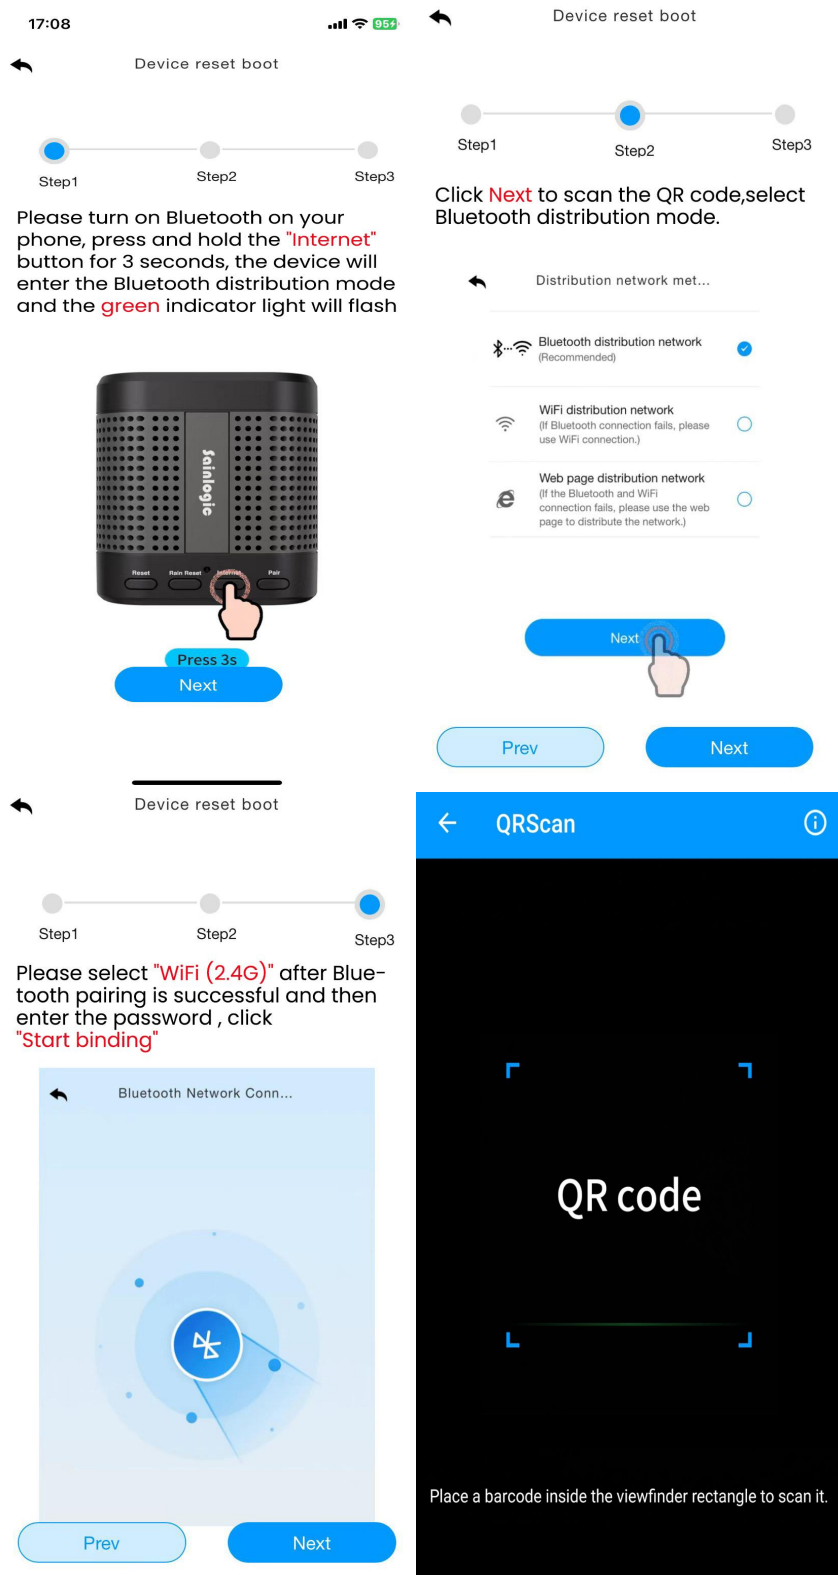 17:08
95
Device reset boot
Step1
Step2
Step3
Please turn on Bluetooth on your
phone, press and hold the "Internet"
button for 3 seconds, the device will
enter the Bluetooth distribution mode
and the green indicator light will flash
Sainlogic
Reset
Rain Reset
Internet
Pair
Press 3s
Next
Device reset boot
Step1
Step2
Step3
Click Next to scan the QR code,select
Bluetooth distribution mode.
Distribution network met...
Bluetooth distribution network
(Recommended)
WiFi distribution network
(If Bluetooth connection fails, please
use WiFi connection.)
Web page distribution network
(If the Bluetooth and WiFi
connection fails, please use the web
page to distribute the network.)
Next
Prev
Next
Device reset boot
Step1
Step2
Step3
Please select "WiFi (2.4G)" after Blue-
tooth pairing is successful and then
enter the password , click
"Start binding"
Bluetooth Network Conn...
Prev
Next
QRScan
QR code
Place a barcode inside the viewfinder rectangle to scan it.